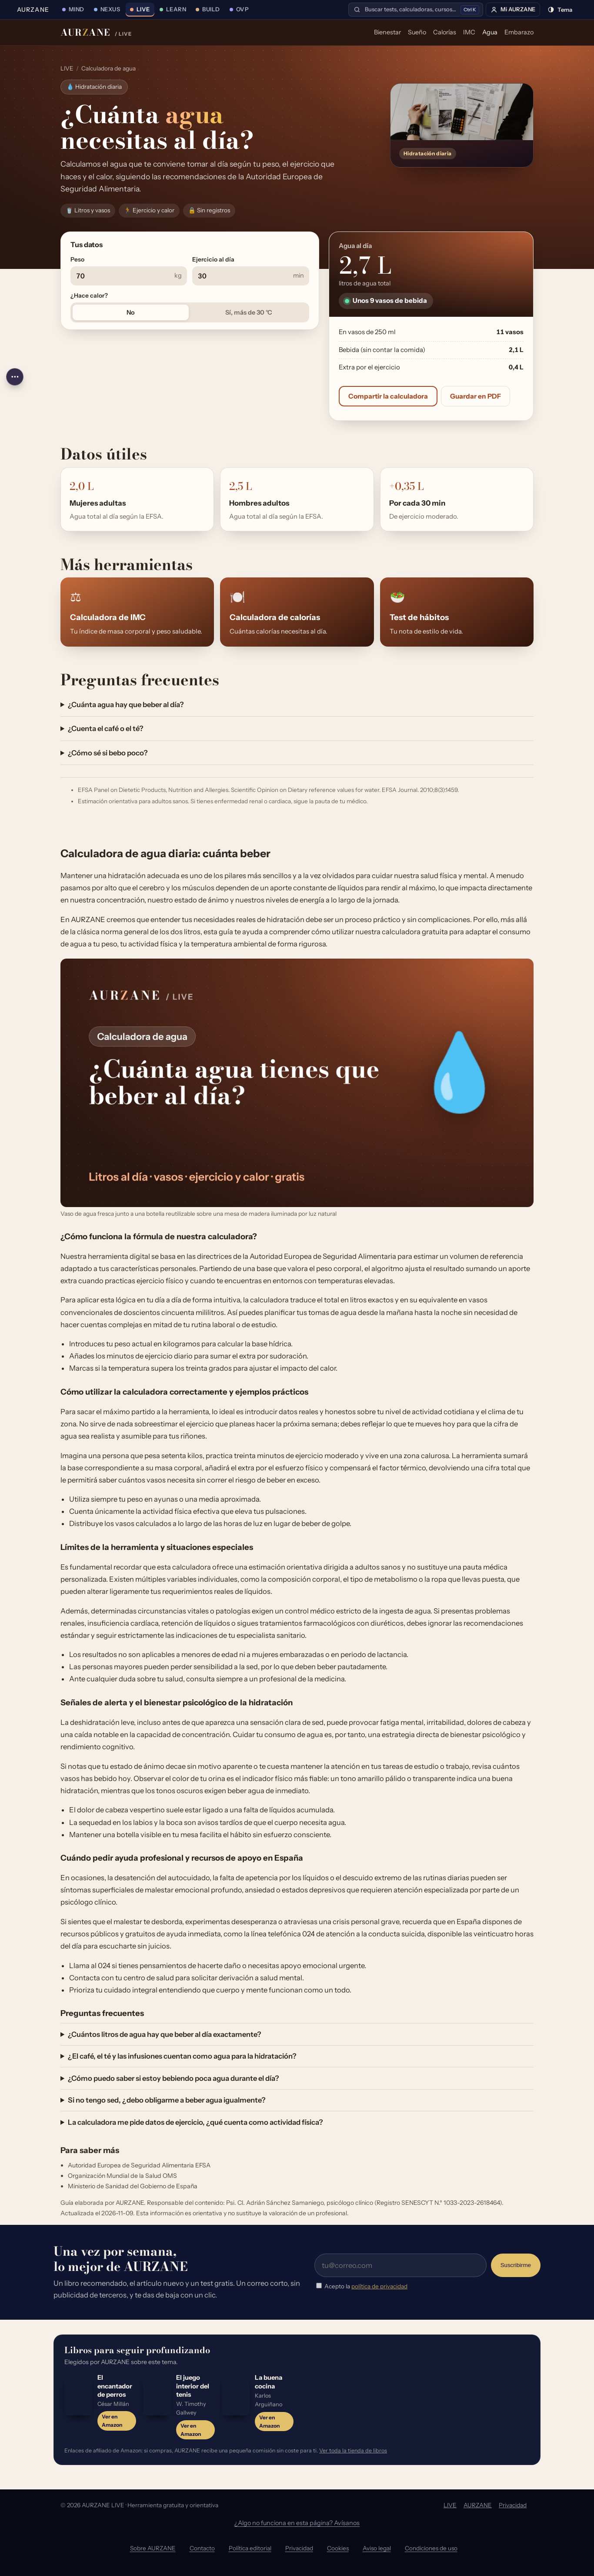 AURZANE MIND NEXUS LIVE LEARN BUILD OVP Buscar tests, calculadoras, cursos... Ctrl K Mi AURZANE Tema
AURZANE / LIVE Bienestar Sueño Calorías IMC Agua Embarazo
LIVE / Calculadora de agua
💧 Hidratación diaria
¿Cuánta agua
necesitas al día?
Calculamos el agua que te conviene tomar al día según tu peso, el ejercicio que
haces y el calor, siguiendo las recomendaciones de la Autoridad Europea de
Seguridad Alimentaria.
Litros y vasos Ejercicio y calor Sin registros
Hidratación diaria
Tus datos
Peso Ejercicio al día
70 kg 30 min
¿Hace calor?
No Sí, más de 30 °C
Agua al día
2,7 L
litros de agua total
Unos 9 vasos de bebida
En vasos de 250 ml 11 vasos
Bebida (sin contar la comida) 2,1 L
Extra por el ejercicio 0,4 L
Compartir la calculadora Guardar en PDF
Datos útiles
2,0 L
Mujeres adultas
Agua total al día según la EFSA.
2,5 L
Hombres adultos
Agua total al día según la EFSA.
+0,35 L
Por cada 30 min
De ejercicio moderado.
Más herramientas
Calculadora de IMC
Tu índice de masa corporal y peso saludable.
Calculadora de calorías
Cuántas calorías necesitas al día.
Test de hábitos
Tu nota de estilo de vida.
Preguntas frecuentes
¿Cuánta agua hay que beber al día?
¿Cuenta el café o el té?
¿Cómo sé si bebo poco?
EFSA Panel on Dietetic Products, Nutrition and Allergies. Scientific Opinion on Dietary reference values for water. EFSA Journal. 2010;8(3):1459.
Estimación orientativa para adultos sanos. Si tienes enfermedad renal o cardíaca, sigue la pauta de tu médico.
Calculadora de agua diaria: cuánta beber
Mantener una hidratación adecuada es uno de los pilares más sencillos y a la vez olvidados para cuidar nuestra salud física y mental. A menudo
pasamos por alto que el cerebro y los músculos dependen de un aporte constante de líquidos para rendir al máximo, lo que impacta directamente
en nuestra concentración, nuestro estado de ánimo y nuestros niveles de energía a lo largo de la jornada.
En AURZANE creemos que entender tus necesidades reales de hidratación debe ser un proceso práctico y sin complicaciones. Por ello, más allá
de la clásica norma general de los dos litros, esta guía te ayuda a comprender cómo utilizar nuestra calculadora gratuita para adaptar el consumo
de agua a tu peso, tu actividad física y la temperatura ambiental de forma rigurosa.
AURZANE / LIVE
Calculadora de agua
¿Cuánta agua tienes que
beber al día?
Litros al día · vasos · ejercicio y calor · gratis
Vaso de agua fresca junto a una botella reutilizable sobre una mesa de madera iluminada por luz natural
¿Cómo funciona la fórmula de nuestra calculadora?
Nuestra herramienta digital se basa en las directrices de la Autoridad Europea de Seguridad Alimentaria para estimar un volumen de referencia
adaptado a tus características personales. Partiendo de una base que valora el peso corporal, el algoritmo ajusta el resultado sumando un aporte
extra cuando practicas ejercicio físico y cuando te encuentras en entornos con temperaturas elevadas.
Para aplicar esta lógica en tu día a día de forma intuitiva, la calculadora traduce el total en litros exactos y en su equivalente en vasos
convencionales de doscientos cincuenta mililitros. Así puedes planificar tus tomas de agua desde la mañana hasta la noche sin necesidad de
hacer cuentas complejas en mitad de tu rutina laboral o de estudio.
Introduces tu peso actual en kilogramos para calcular la base hídrica.
Añades los minutos de ejercicio diario para sumar el extra por sudoración.
Marcas si la temperatura supera los treinta grados para ajustar el impacto del calor.
Cómo utilizar la calculadora correctamente y ejemplos prácticos
Para sacar el máximo partido a la herramienta, lo ideal es introducir datos reales y honestos sobre tu nivel de actividad cotidiana y el clima de tu
zona. No sirve de nada sobreestimar el ejercicio que planeas hacer la próxima semana; debes reflejar lo que te mueves hoy para que la cifra de
agua sea realista y asumible para tus riñones.
Imagina una persona que pesa setenta kilos, practica treinta minutos de ejercicio moderado y vive en una zona calurosa. La herramienta sumará
la base correspondiente a su masa corporal, añadirá el extra por el esfuerzo físico y compensará el factor térmico, devolviendo una cifra total que
le permitirá saber cuántos vasos necesita sin correr el riesgo de beber en exceso.
Utiliza siempre tu peso en ayunas o una media aproximada.
Cuenta únicamente la actividad física efectiva que eleva tus pulsaciones.
Distribuye los vasos calculados a lo largo de las horas de luz en lugar de beber de golpe.
Límites de la herramienta y situaciones especiales
Es fundamental recordar que esta calculadora ofrece una estimación orientativa dirigida a adultos sanos y no sustituye una pauta médica
personalizada. Existen múltiples variables individuales, como la composición corporal, el tipo de metabolismo o la ropa que llevas puesta, que
pueden alterar ligeramente tus requerimientos reales de líquidos.
Además, determinadas circunstancias vitales o patologías exigen un control médico estricto de la ingesta de agua. Si presentas problemas
renales, insuficiencia cardíaca, retención de líquidos o sigues tratamientos farmacológicos con diuréticos, debes ignorar las recomendaciones
estándar y seguir estrictamente las indicaciones de tu especialista sanitario.
Los resultados no son aplicables a menores de edad ni a mujeres embarazadas o en periodo de lactancia.
Las personas mayores pueden perder sensibilidad a la sed, por lo que deben beber pautadamente.
Ante cualquier duda sobre tu salud, consulta siempre a un profesional de la medicina.
Señales de alerta y el bienestar psicológico de la hidratación
La deshidratación leve, incluso antes de que aparezca una sensación clara de sed, puede provocar fatiga mental, irritabilidad, dolores de cabeza y
una caída notable en la capacidad de concentración. Cuidar tu consumo de agua es, por tanto, una estrategia directa de bienestar psicológico y
rendimiento cognitivo.
Si notas que tu estado de ánimo decae sin motivo aparente o te cuesta mantener la atención en tus tareas de estudio o trabajo, revisa cuántos
vasos has bebido hoy. Observar el color de tu orina es el indicador físico más fiable: un tono amarillo pálido o transparente indica una buena
hidratación, mientras que los tonos oscuros exigen beber agua de inmediato.
El dolor de cabeza vespertino suele estar ligado a una falta de líquidos acumulada.
La sequedad en los labios y la boca son avisos tardíos de que el cuerpo necesita agua.
Mantener una botella visible en tu mesa facilita el hábito sin esfuerzo consciente.
Cuándo pedir ayuda profesional y recursos de apoyo en España
En ocasiones, la desatención del autocuidado, la falta de apetencia por los líquidos o el descuido extremo de las rutinas diarias pueden ser
síntomas superficiales de malestar emocional profundo, ansiedad o estados depresivos que requieren atención especializada por parte de un
psicólogo clínico.
Si sientes que el malestar te desborda, experimentas desesperanza o atraviesas una crisis personal grave, recuerda que en España dispones de
recursos públicos y gratuitos de ayuda inmediata, como la línea telefónica 024 de atención a la conducta suicida, disponible las veinticuatro horas
del día para escucharte sin juicios.
Llama al 024 si tienes pensamientos de hacerte daño o necesitas apoyo emocional urgente.
Contacta con tu centro de salud para solicitar derivación a salud mental.
Prioriza tu cuidado integral entendiendo que cuerpo y mente funcionan como un todo.
Preguntas frecuentes
¿Cuántos litros de agua hay que beber al día exactamente?
¿El café, el té y las infusiones cuentan como agua para la hidratación?
¿Cómo puedo saber si estoy bebiendo poca agua durante el día?
Si no tengo sed, ¿debo obligarme a beber agua igualmente?
La calculadora me pide datos de ejercicio, ¿qué cuenta como actividad física?
Para saber más
Autoridad Europea de Seguridad Alimentaria EFSA
Organización Mundial de la Salud OMS
Ministerio de Sanidad del Gobierno de España
Guía elaborada por AURZANE. Responsable del contenido: Psi. Cl. Adrián Sánchez Samaniego, psicólogo clínico (Registro SENESCYT N.º 1033-2023-2618464).
Actualizada el 2026-11-09. Esta información es orientativa y no sustituye la valoración de un profesional.
Una vez por semana,
lo mejor de AURZANE
Un libro recomendado, el artículo nuevo y un test gratis. Un correo corto, sin
publicidad de terceros, y te das de baja con un clic.
tu@correo.com Suscribirme
Acepto la política de privacidad
Libros para seguir profundizando
Elegidos por AURZANE sobre este tema.
El
encantador
de perros
César Millán
Ver en
Amazon
El juego
interior del
tenis
W. Timothy
Gallwey
Ver en
Amazon
La buena
cocina
Karlos
Arguiñano
Ver en
Amazon
Enlaces de afiliado de Amazon: si compras, AURZANE recibe una pequeña comisión sin coste para ti. Ver toda la tienda de libros
© 2026 AURZANE LIVE · Herramienta gratuita y orientativa LIVE AURZANE Privacidad
¿Algo no funciona en esta página? Avísanos
Sobre AURZANE Contacto Política editorial Privacidad Cookies Aviso legal Condiciones de uso